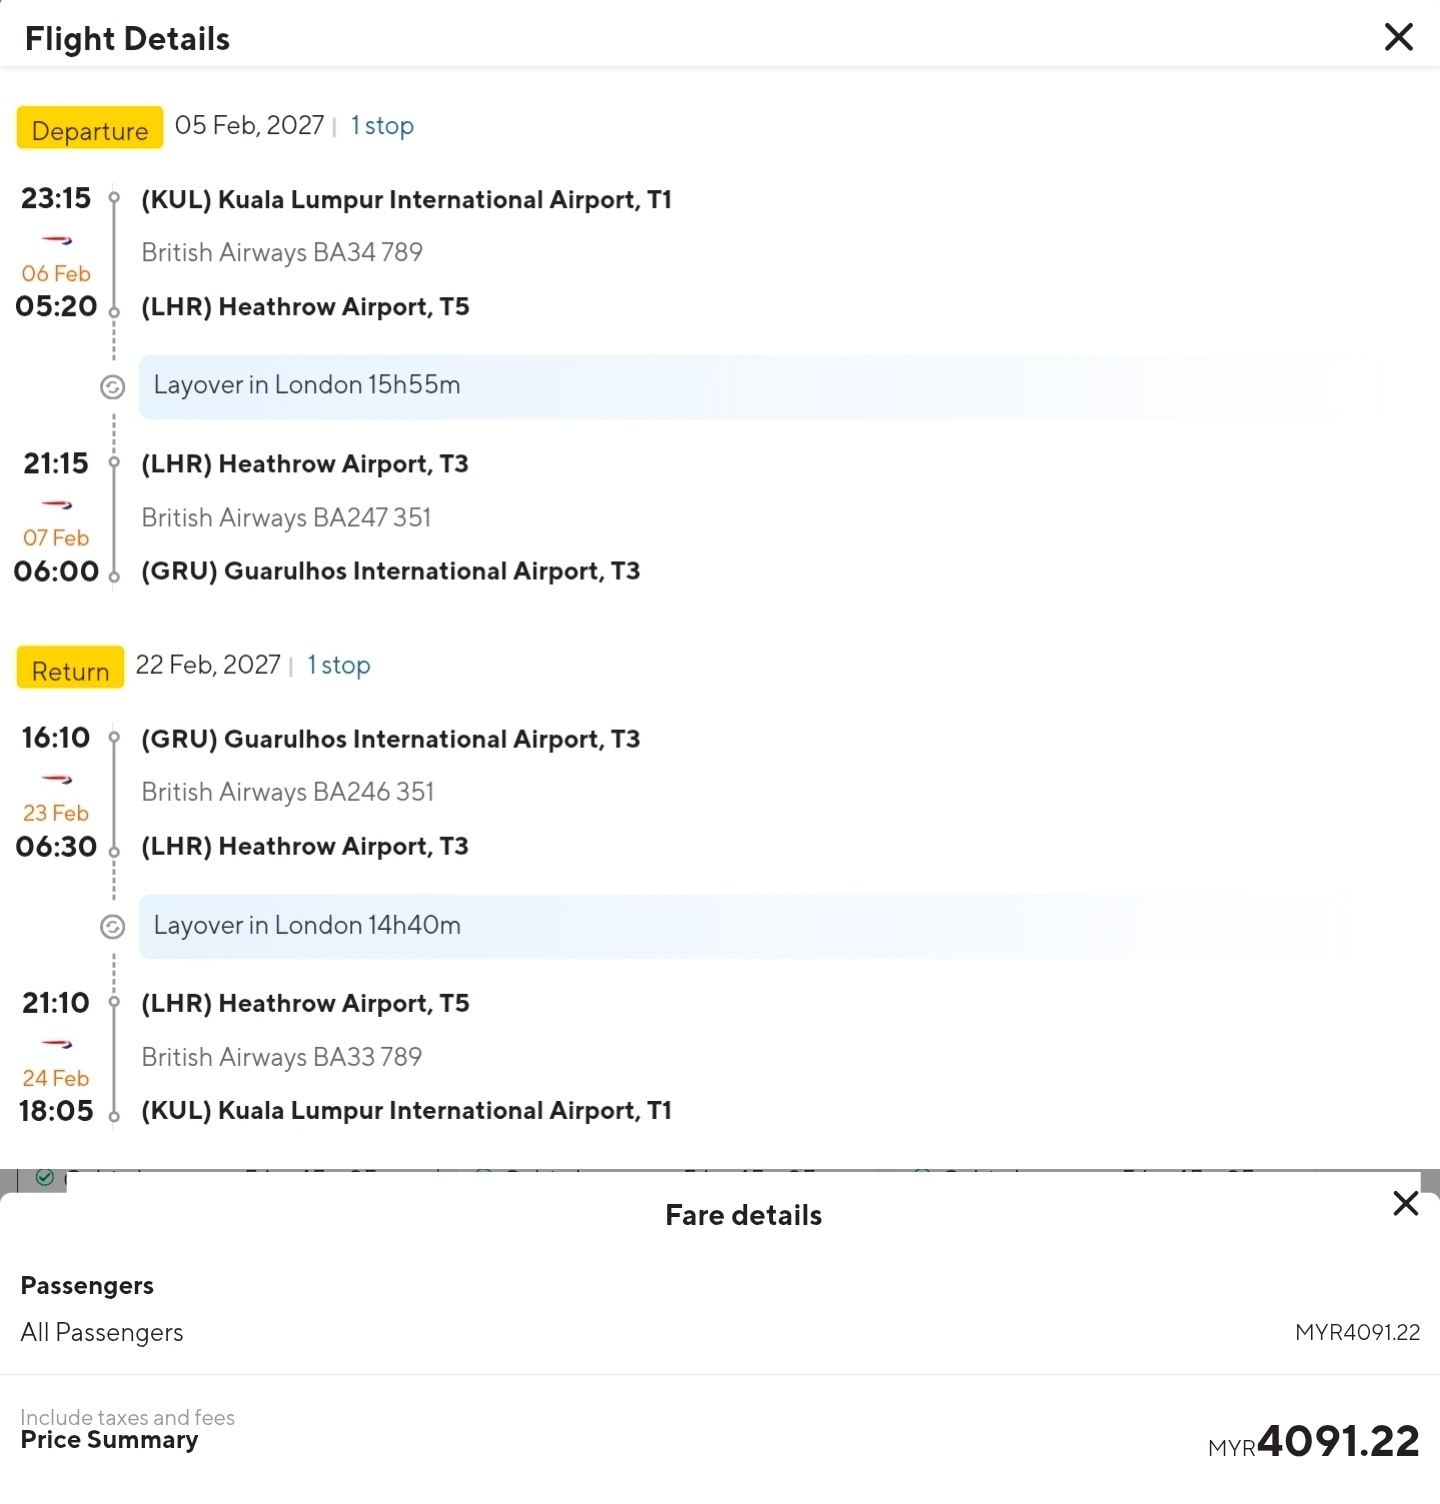 Flight Details
Departure 05 Feb, 2027 | 1 stop
23:15 (KUL) Kuala Lumpur International Airport, T1
British Airways BA34 789
06 Feb
05:20 (LHR) Heathrow Airport, T5
Layover in London 15h55m
21:15 (LHR) Heathrow Airport, T3
British Airways BA247 351
07 Feb
06:00 (GRU) Guarulhos International Airport, T3
Return 22 Feb, 2027 | 1 stop
16:10 (GRU) Guarulhos International Airport, T3
British Airways BA246 351
23 Feb
06:30 (LHR) Heathrow Airport, T3
Layover in London 14h40m
21:10 (LHR) Heathrow Airport, T5
British Airways BA33 789
24 Feb
18:05 (KUL) Kuala Lumpur International Airport, T1
Fare details
Passengers
All Passengers MYR4091.22
Include taxes and fees
Price Summary MYR4091.22